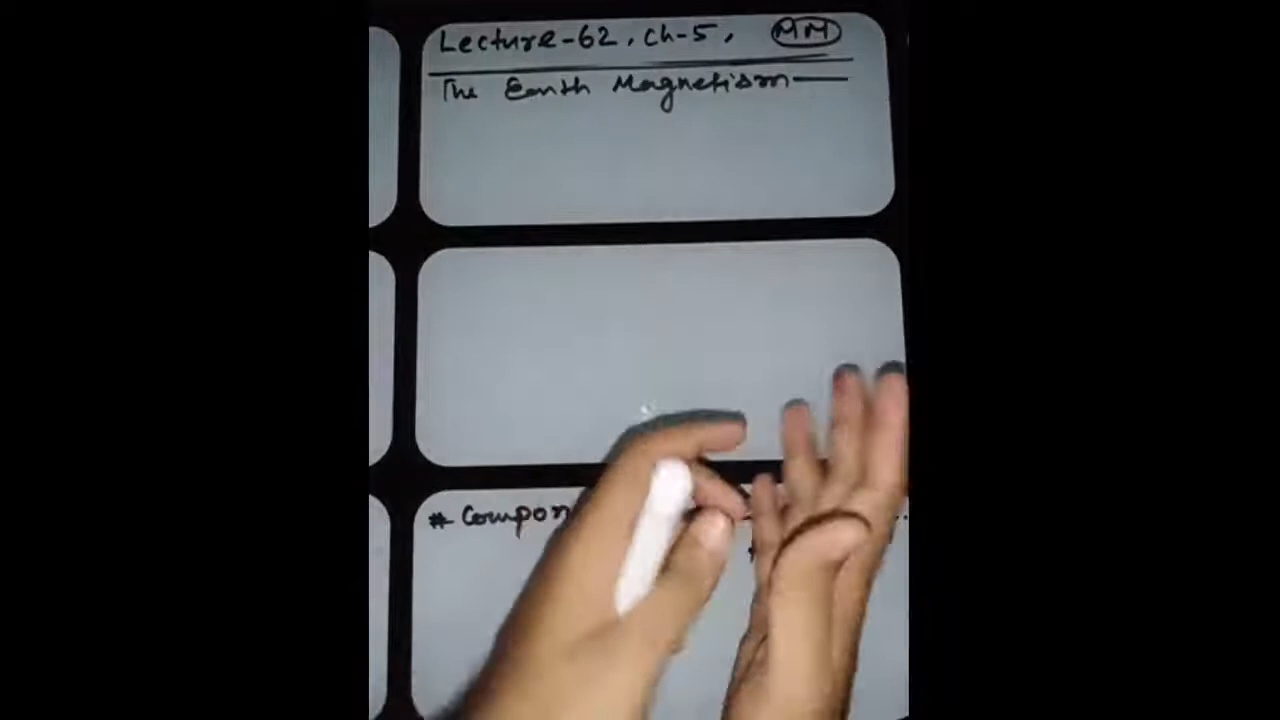 Lecture-62, Ch-5, MM
The Earth Magnetism —
# Compon